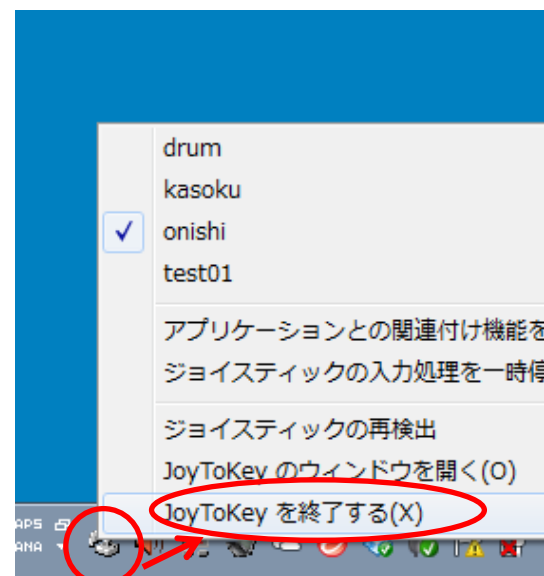 drum
kasoku
onishi
test01
アプリケーションとの関連付け機能を
ジョイスティックの入力処理を一時停
ジョイスティックの再検出
JoyToKey のウィンドウを開く(O)
JoyToKey を終了する(X)
APS
ANA